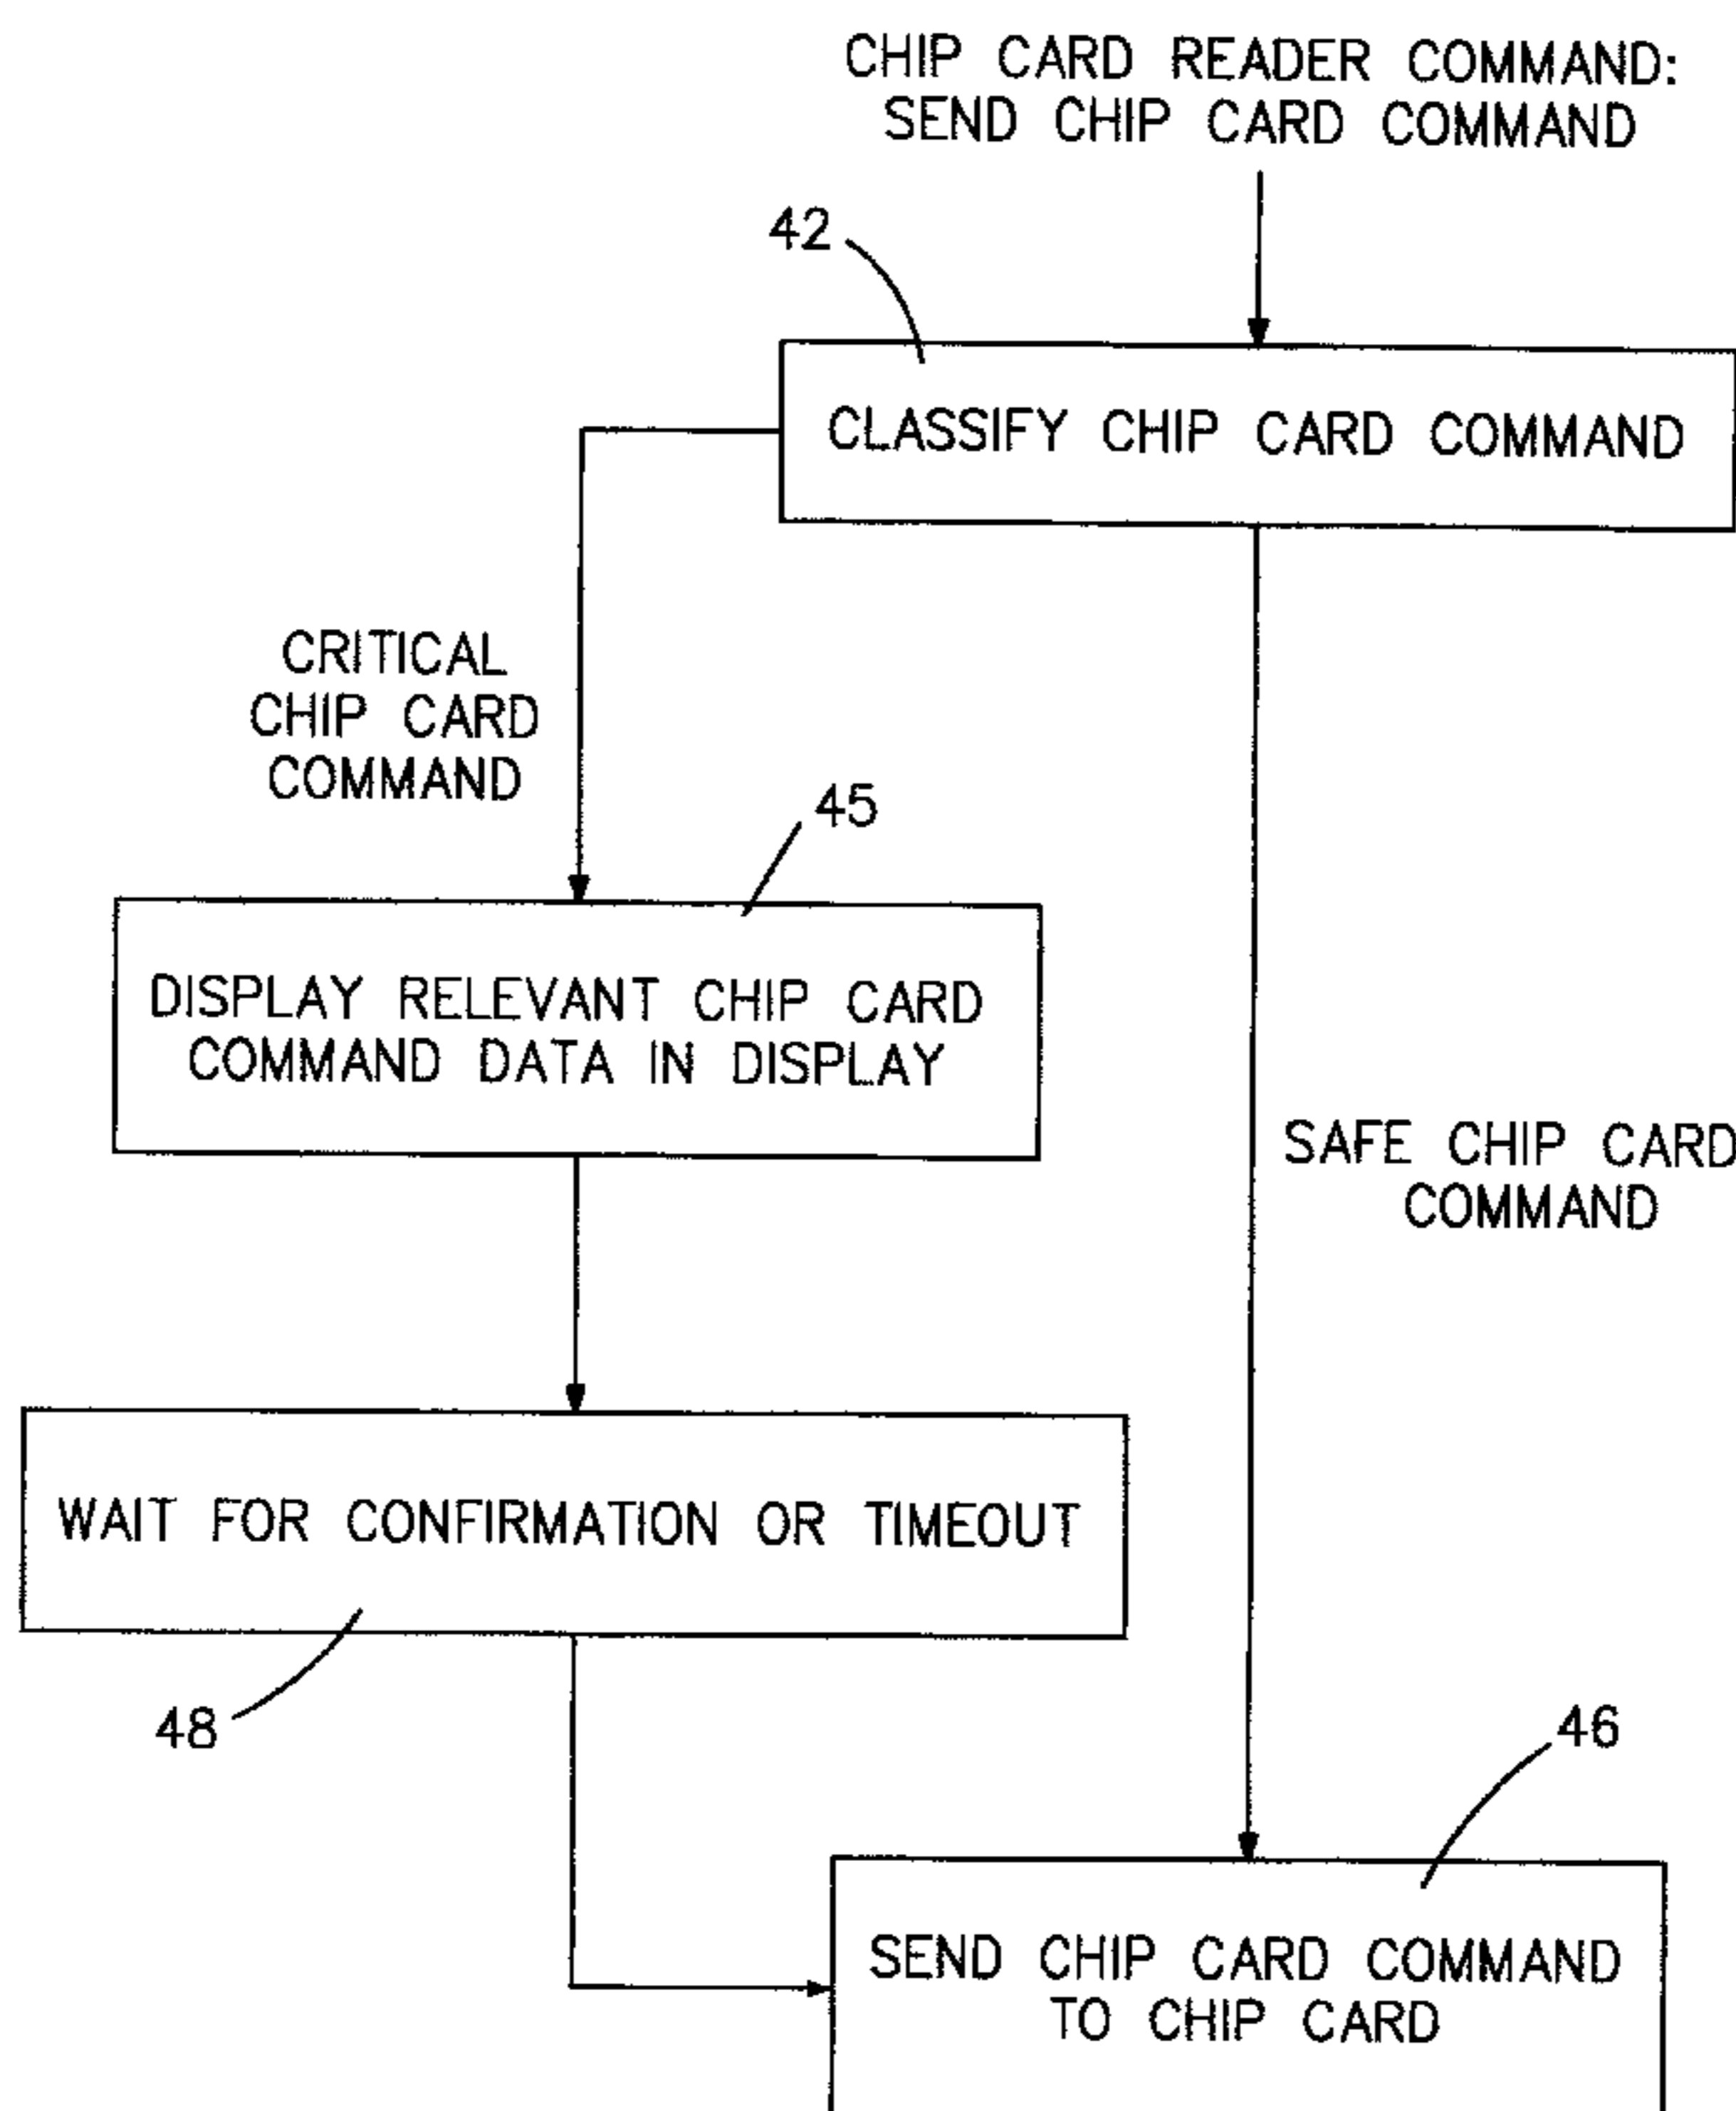 CHIP CARD READER COMMAND:
SEND CHIP CARD COMMAND
42
CLASSIFY CHIP CARD COMMAND
CRITICAL
CHIP CARD
COMMAND
45
DISPLAY RELEVANT CHIP CARD
COMMAND DATA IN DISPLAY
SAFE CHIP CARD
COMMAND
WAIT FOR CONFIRMATION OR TIMEOUT
48
46
SEND CHIP CARD COMMAND
TO CHIP CARD